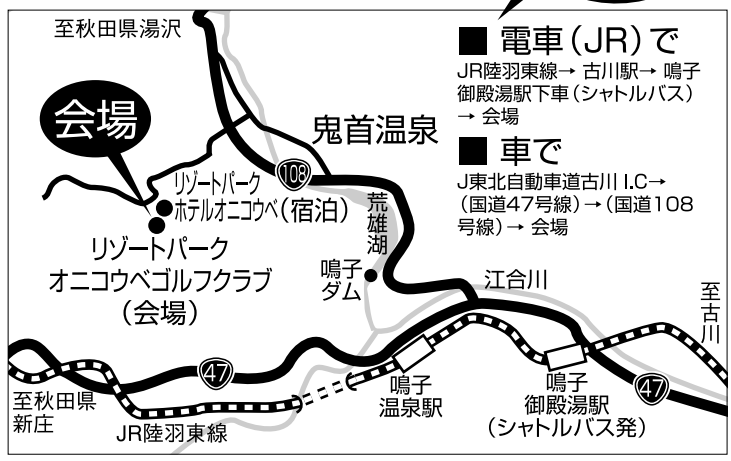 至秋田県湯沢
会場
鬼首温泉
108
リゾートパーク
ホテルオニコウベ(宿泊)
リゾートパーク
オニコウベゴルフクラブ
(会場)
荒雄湖
鳴子
ダム
江合川
至古川
47
47
至秋田県
新庄
JR陸羽東線
鳴子
温泉駅
鳴子
御殿湯駅
(シャトルバス発)
■ 電車(JR)で
JR陸羽東線→ 古川駅→ 鳴子
御殿湯駅下車(シャトルバス)
→ 会場
■ 車で
J東北自動車道古川 I.C→
(国道47号線)→(国道108
号線)→ 会場